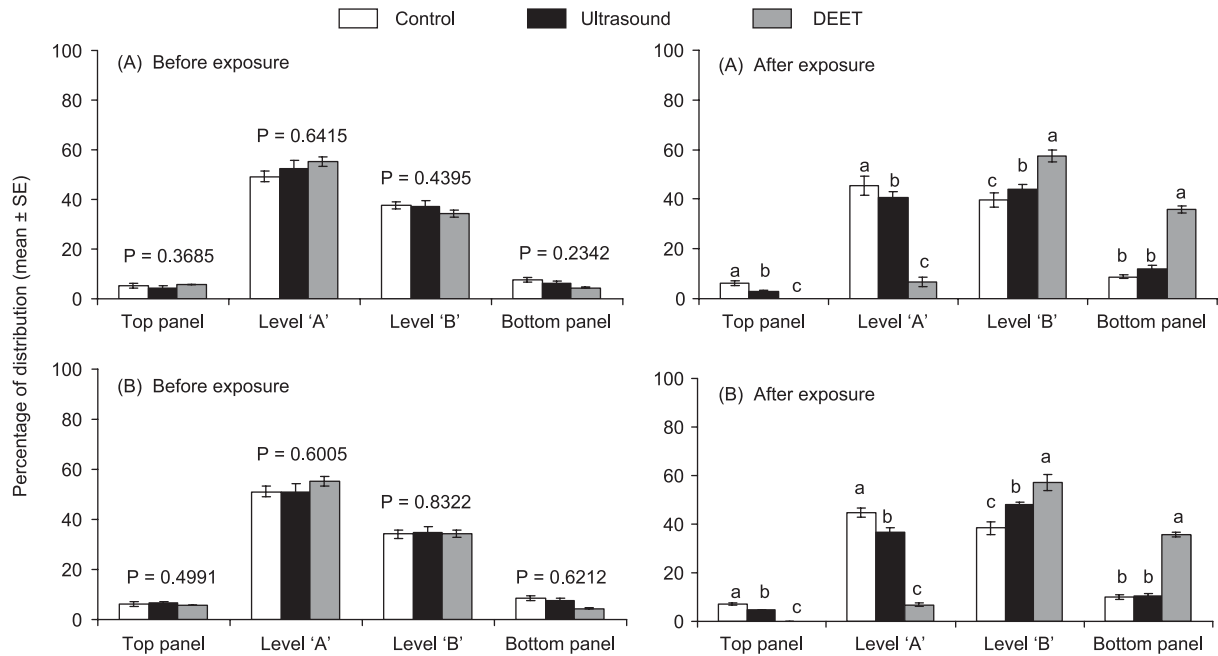 Control Ultrasound DEET
Percentage of distribution (mean ± SE)
(A) Before exposure
100
80
60
40
20
0
P = 0.3685
P = 0.6415
P = 0.4395
P = 0.2342
Top panel Level ‘A’ Level ‘B’ Bottom panel
(A) After exposure
100
80
60
40
20
0
a b c
a b c
c b a
b b a
Top panel Level ‘A’ Level ‘B’ Bottom panel
(B) Before exposure
100
80
60
40
20
0
P = 0.4991
P = 0.6005
P = 0.8322
P = 0.6212
Top panel Level ‘A’ Level ‘B’ Bottom panel
(B) After exposure
100
80
60
40
20
0
a b c
a b c
c b a
b b a
Top panel Level ‘A’ Level ‘B’ Bottom panel